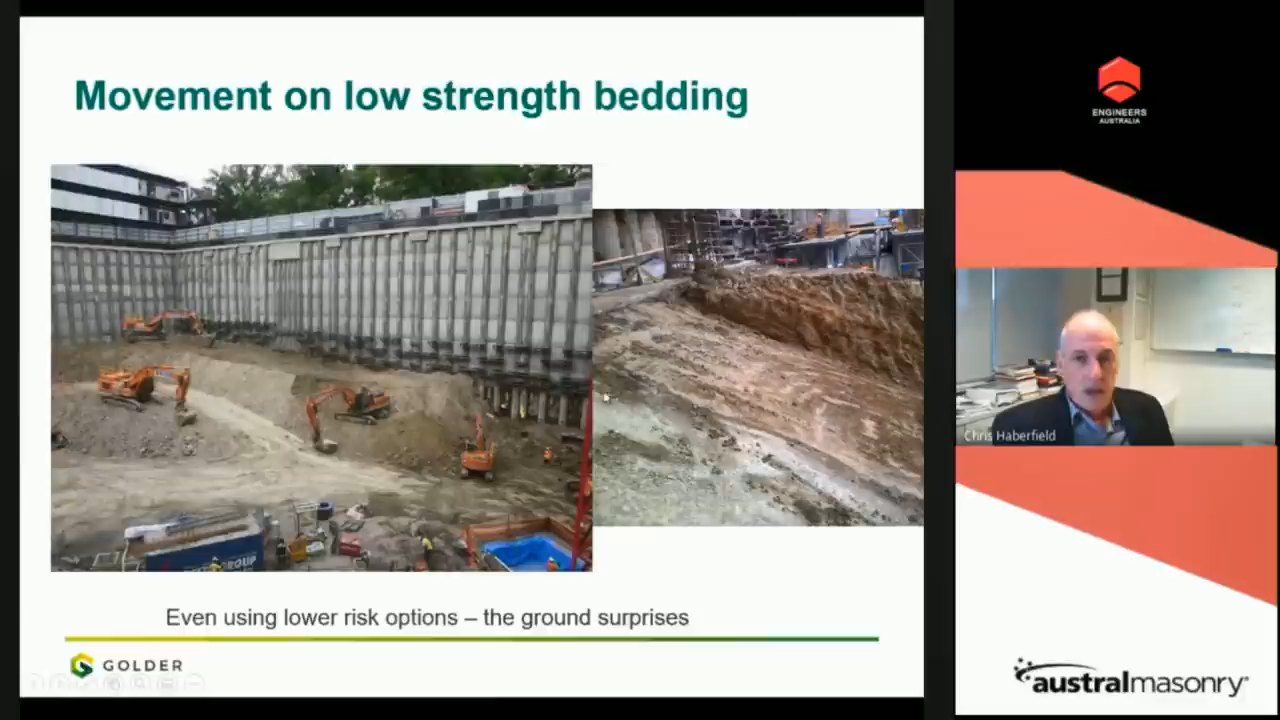 Movement on low strength bedding
Even using lower risk options – the ground surprises
GOLDER
ENGINEERS
AUSTRALIA
Chris Haberfield
australmasonry